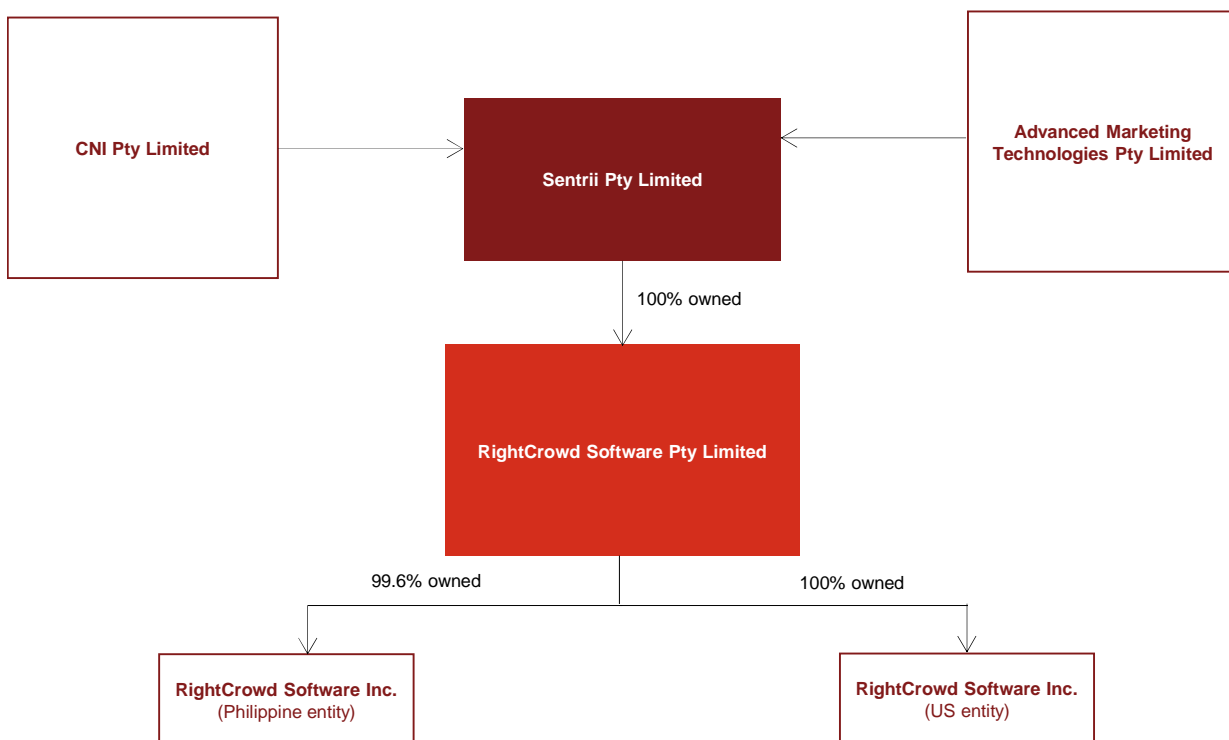 CNI Pty Limited
Sentrii Pty Limited
Advanced Marketing
Technologies Pty Limited
100% owned
RightCrowd Software Pty Limited
99.6% owned
100% owned
RightCrowd Software Inc.
(Philippine entity)
RightCrowd Software Inc.
(US entity)